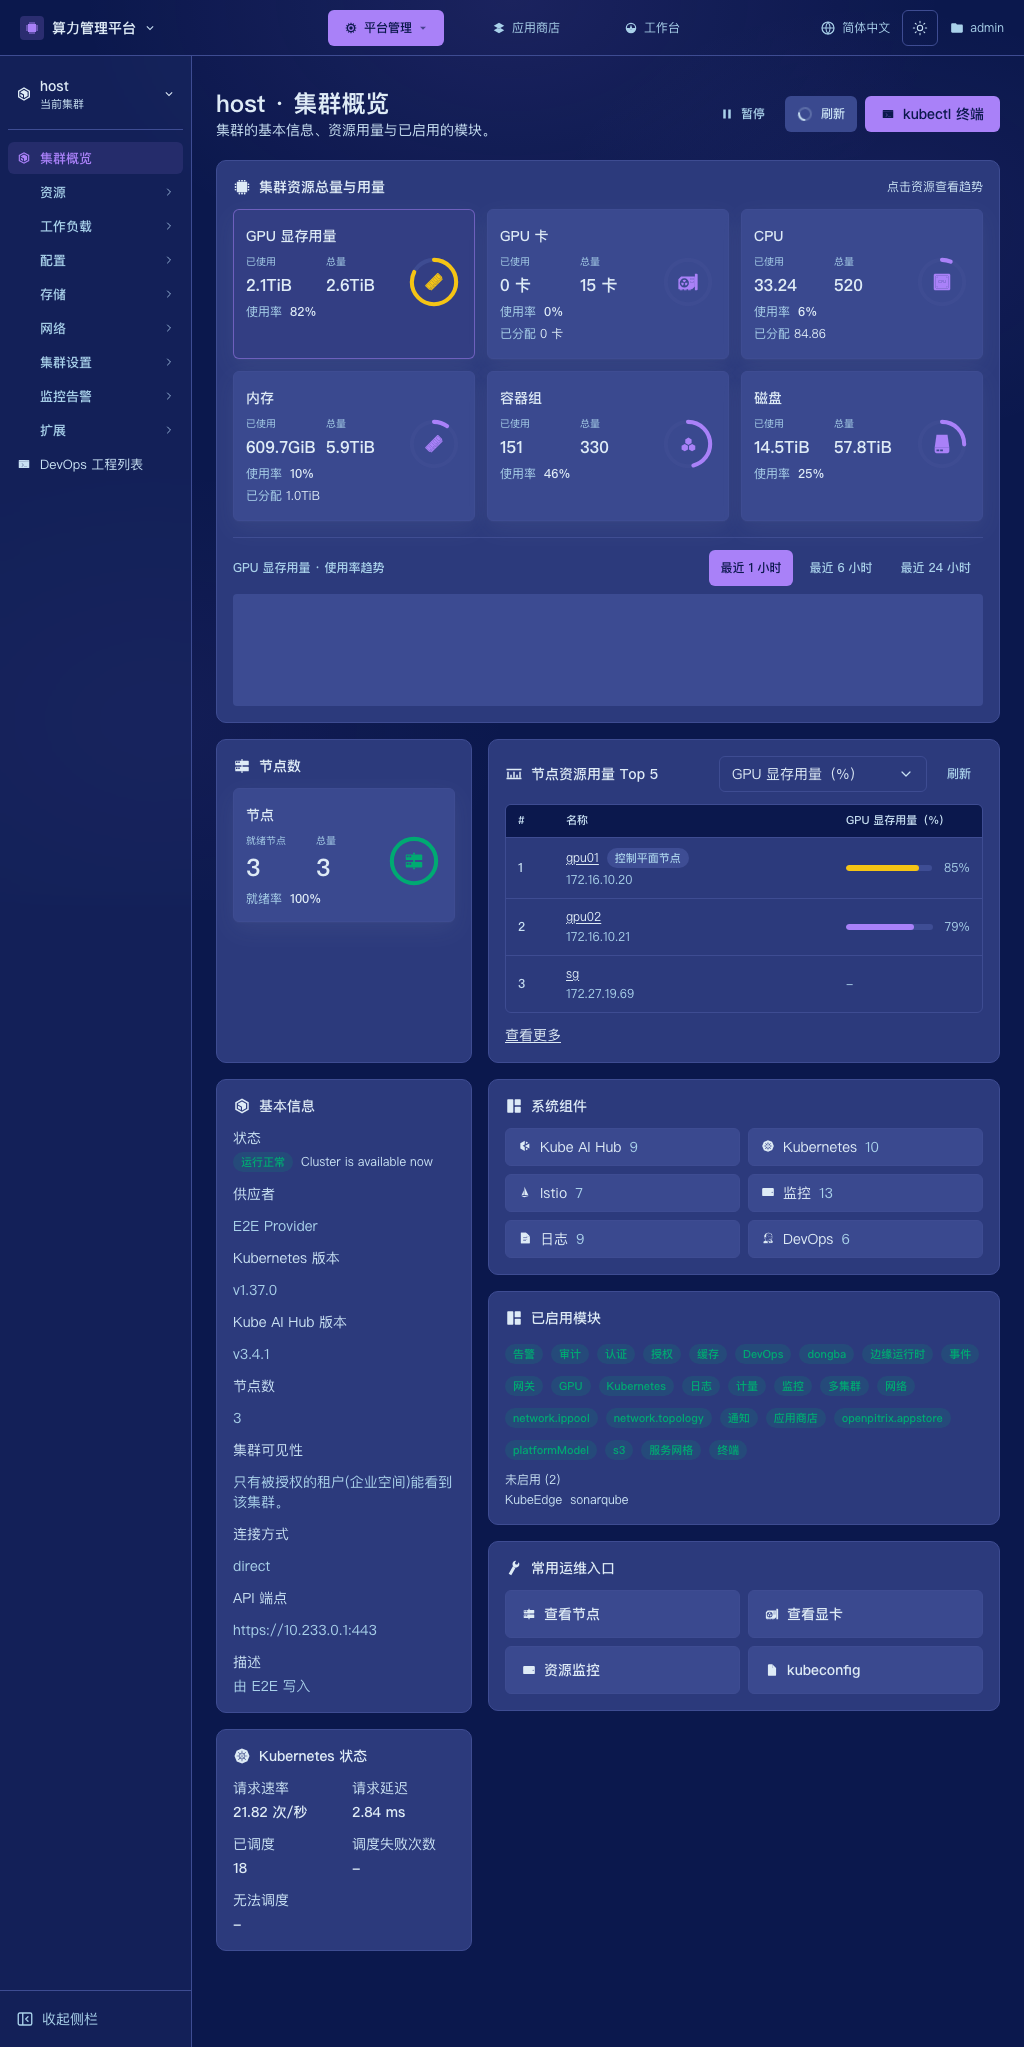 算力管理平台
平台管理
应用商店
工作台
简体中文
admin
host
当前集群
集群概览
资源
工作负载
配置
存储
网络
集群设置
监控告警
扩展
DevOps 工程列表
收起侧栏
host · 集群概览
集群的基本信息、资源用量与已启用的模块。
暂停
刷新
kubectl 终端
集群资源总量与用量
点击资源查看趋势
GPU 显存用量
已使用 总量
2.1TiB 2.6TiB
使用率 82%
GPU 卡
已使用 总量
0 卡 15 卡
使用率 0%
已分配 0 卡
CPU
已使用 总量
33.24 520
使用率 6%
已分配 84.86
内存
已使用 总量
609.7GiB 5.9TiB
使用率 10%
已分配 1.0TiB
容器组
已使用 总量
151 330
使用率 46%
磁盘
已使用 总量
14.5TiB 57.8TiB
使用率 25%
GPU 显存用量 · 使用率趋势
最近 1 小时
最近 6 小时
最近 24 小时
节点数
节点
就绪节点 总量
3 3
就绪率 100%
节点资源用量 Top 5
GPU 显存用量（%）
刷新
# 名称 GPU 显存用量（%）
1 gpu01 控制平面节点 85%
172.16.10.20
2 gpu02 79%
172.16.10.21
3 sg –
172.27.19.69
查看更多
基本信息
状态
运行正常 Cluster is available now
供应者
E2E Provider
Kubernetes 版本
v1.37.0
Kube AI Hub 版本
v3.4.1
节点数
3
集群可见性
只有被授权的租户(企业空间)能看到
该集群。
连接方式
direct
API 端点
https://10.233.0.1:443
描述
由 E2E 写入
系统组件
Kube AI Hub 9
Kubernetes 10
Istio 7
监控 13
日志 9
DevOps 6
已启用模块
告警 审计 认证 授权 缓存 DevOps dongba 边缘运行时 事件
网关 GPU Kubernetes 日志 计量 监控 多集群 网络
network.ippool network.topology 通知 应用商店 openpitrix.appstore
platformModel s3 服务网格 终端
未启用 (2)
KubeEdge sonarqube
常用运维入口
查看节点
查看显卡
资源监控
kubeconfig
Kubernetes 状态
请求速率 请求延迟
21.82 次/秒 2.84 ms
已调度 调度失败次数
18 –
无法调度
–